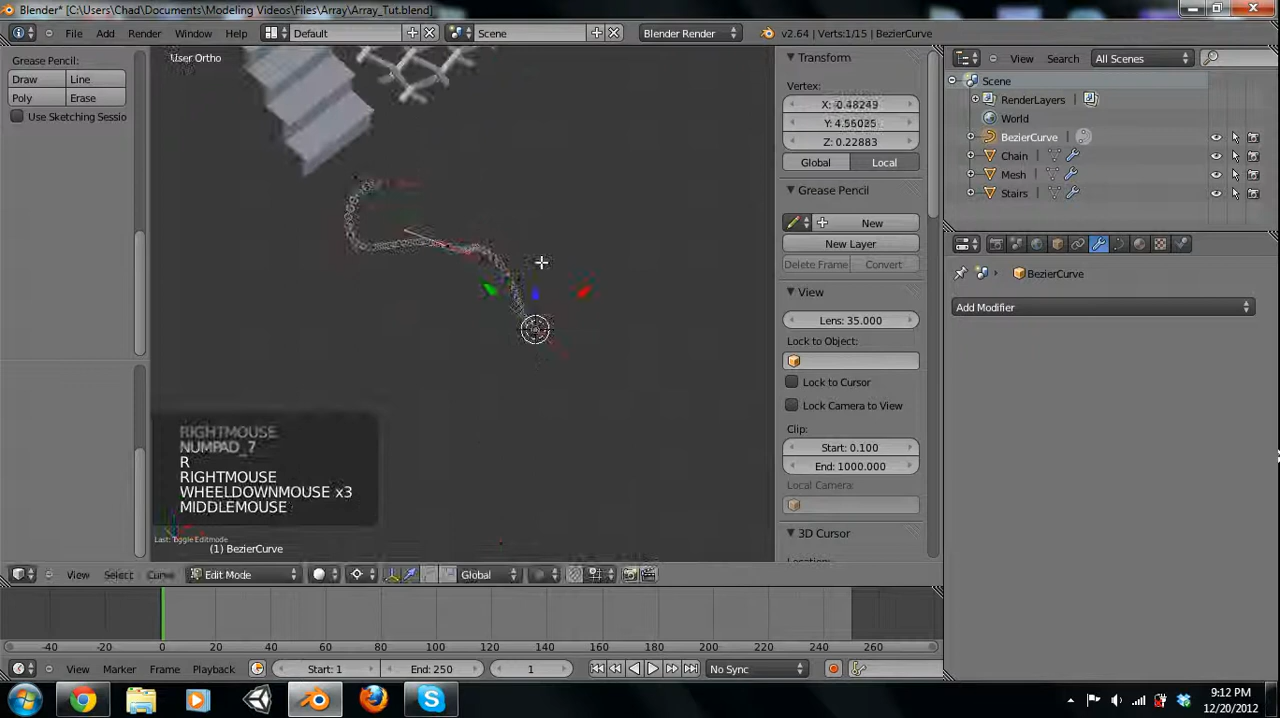 Blender* [C:\Users\Chad\Documents\Modeling Videos\Files\Array\Array_Tut.blend]
File Add Render Window Help Default Scene Blender Render v2.64 | Verts:1/15 | BezierCurve
View Search All Scenes
Grease Pencil:
Draw Line
Poly Erase
Use Sketching Sessio
User Ortho
Transform
Vertex:
X: 0.48249
Y: 4.56025
Z: 0.22883
Global Local
Grease Pencil
New
New Layer
Delete Frame Convert
View
Lens: 35.000
Lock to Object:
Lock to Cursor
Lock Camera to View
Clip:
Start: 0.100
End: 1000.000
Local Camera:
3D Cursor
Location:
Scene
RenderLayers
World
BezierCurve
Chain
Mesh
Stairs
BezierCurve
Add Modifier
RIGHTMOUSE
NUMPAD_7
R
RIGHTMOUSE
WHEELDOWNMOUSE x3
MIDDLEMOUSE
Last: Toggle Editmode
(1) BezierCurve
View Select Curve Edit Mode Global
-40 -20 0 20 40 60 80 100 120 140 160 180 200 220 240 260
View Marker Frame Playback Start: 1 End: 250 1 No Sync
9:12 PM
12/20/2012